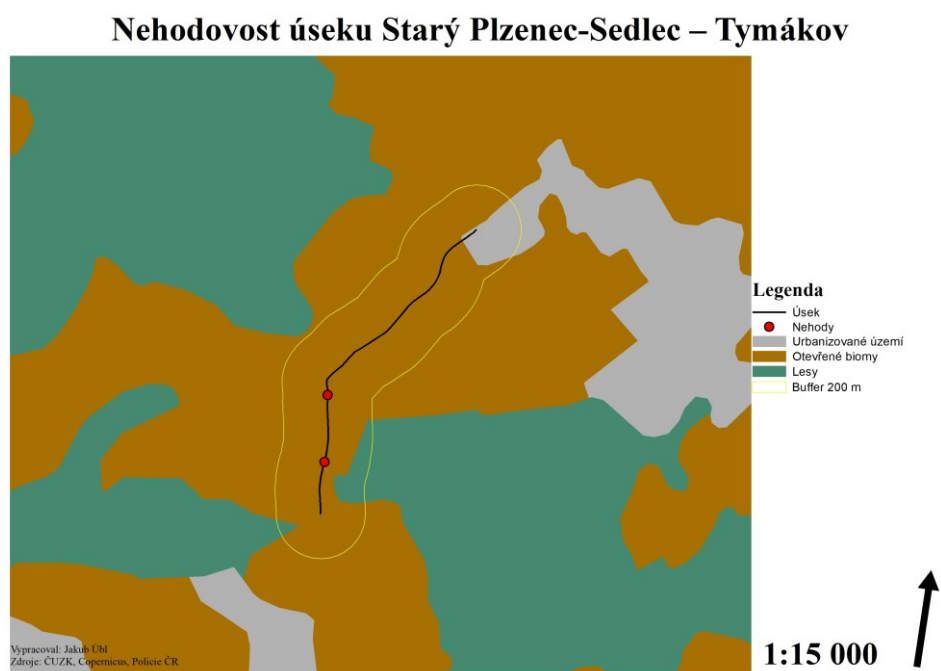 Nehodovost úseku Starý Plzenec-Sedlec – Tymákov
Legenda
Úsek
Nehody
Urbanizované území
Otevřené biomy
Lesy
Buffer 200 m
Vypracoval: Jakub Übl
Zdroje: ČUZK, Copernicus, Policie ČR
1:15 000